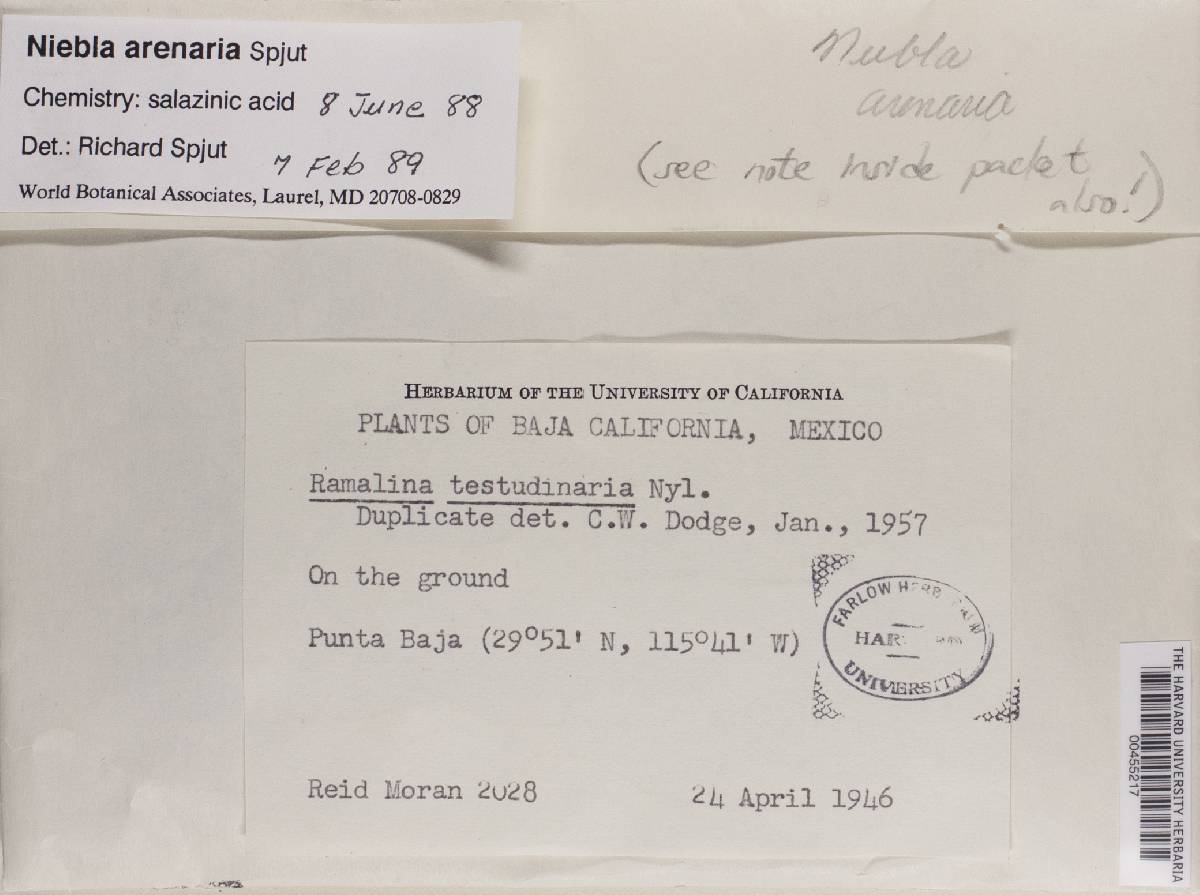 Niebla arenaria Spjut
Chemistry: salazinic acid 8 June 88
Det.: Richard Spjut 7 Feb 89
World Botanical Associates, Laurel, MD 20708-0829
Niebla
arenaria
(see note inside packet
also!)
HERBARIUM OF THE UNIVERSITY OF CALIFORNIA
PLANTS OF BAJA CALIFORNIA, MEXICO
Ramalina testudinaria Nyl.
Duplicate det. C.W. Dodge, Jan., 1957
On the ground
Punta Baja (29°51' N, 115°41' W)
FARLOW
UNIVERSITY
Reid Moran 2028
24 April 1946
THE HARVARD UNIVERSITY HERBARIA
00455217